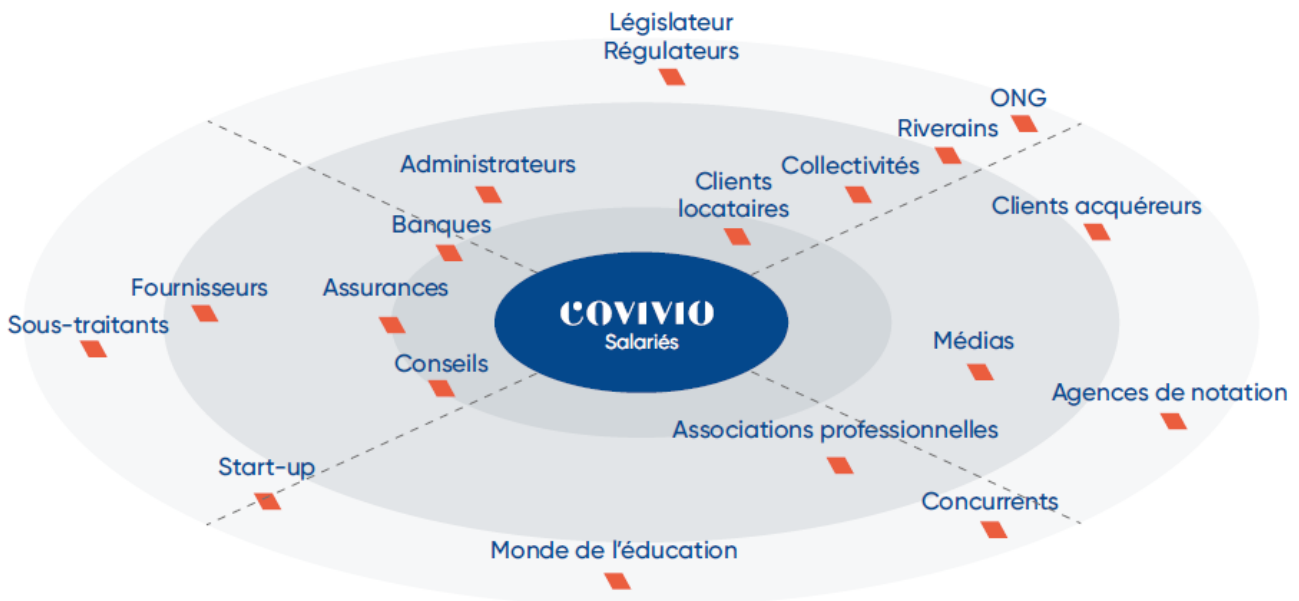 Législateur
Régulateurs
ONG
Riverains
Administrateurs
Collectivités
Clients
locataires
Clients acquéreurs
Banques
Fournisseurs
Assurances
Sous-traitants
COVIVIO
Salariés
Médias
Conseils
Agences de notation
Associations professionnelles
Start-up
Concurrents
Monde de l'éducation